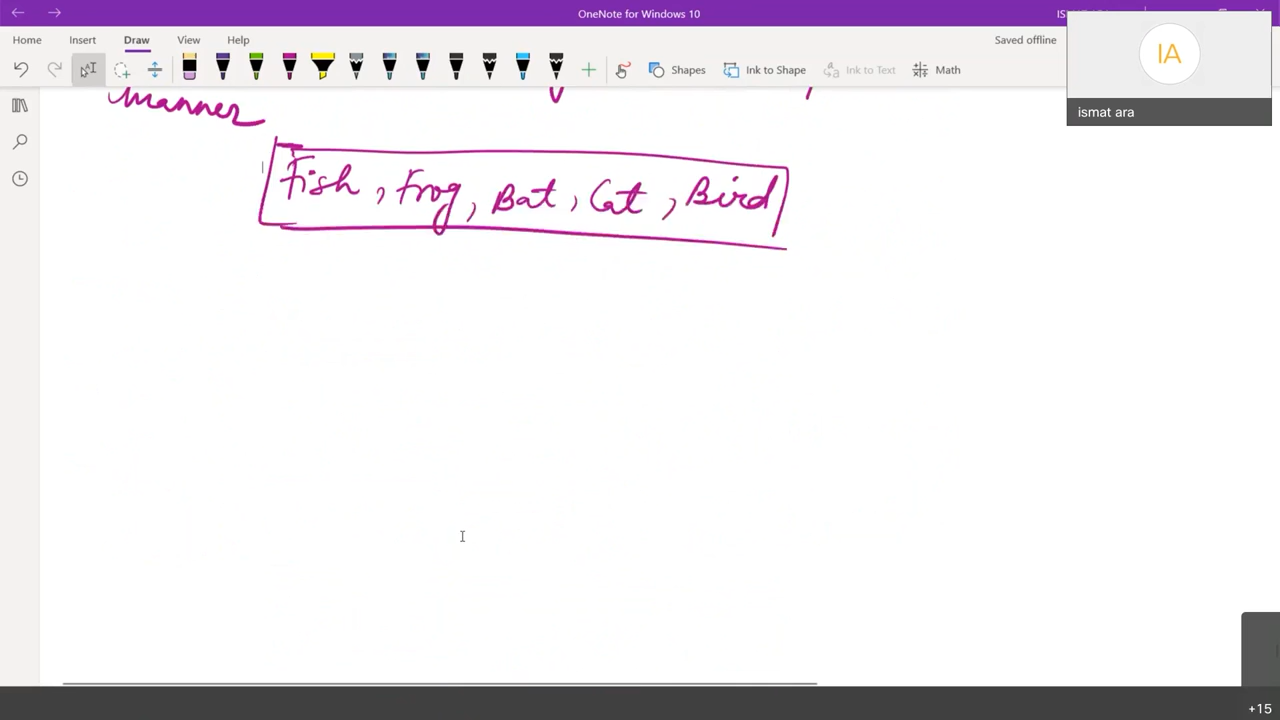 OneNote for Windows 10
Home Insert Draw View Help
Saved offline
Shapes Ink to Shape Ink to Text Math
IA
ismat ara
manner
Fish, Frog, Bat, Cat, Bird
+15